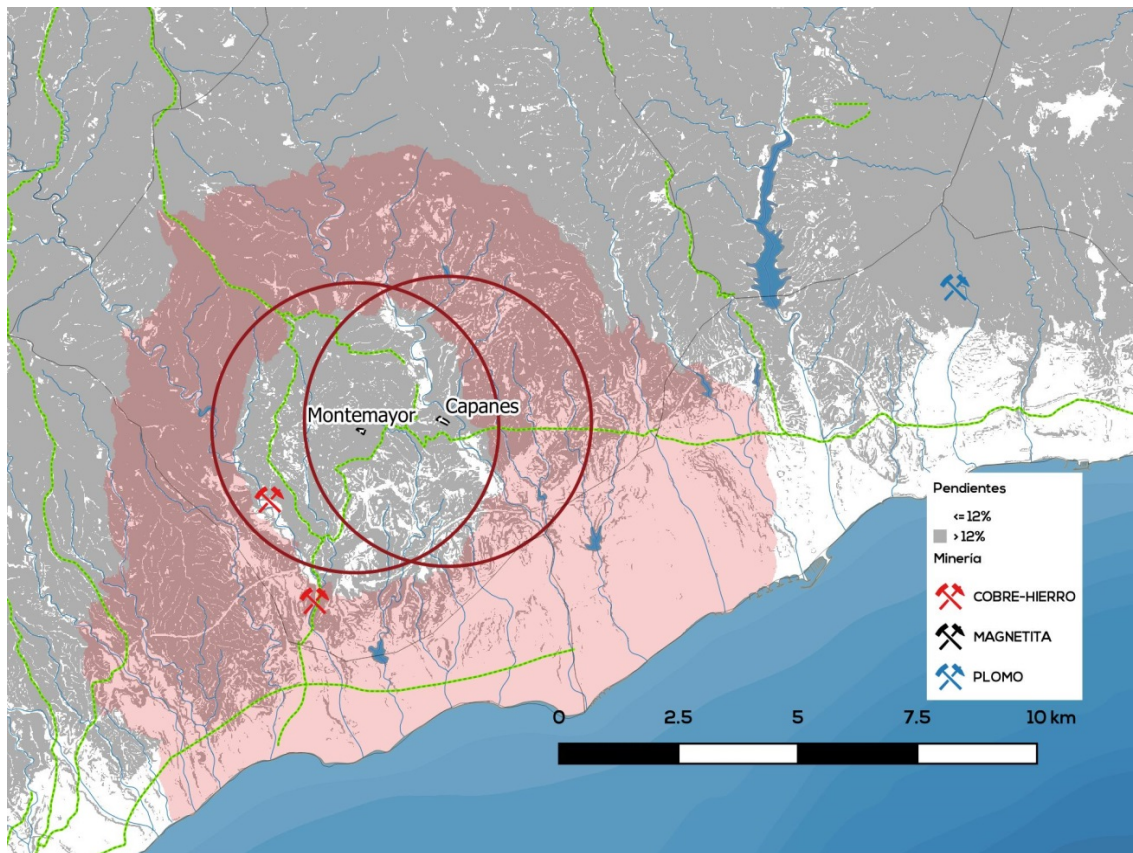 Montemayor
Capanes
Pendientes
<= 12%
> 12%
Minería
COBRE-HIERRO
MAGNETITA
PLOMO
0 2.5 5 7.5 10 km